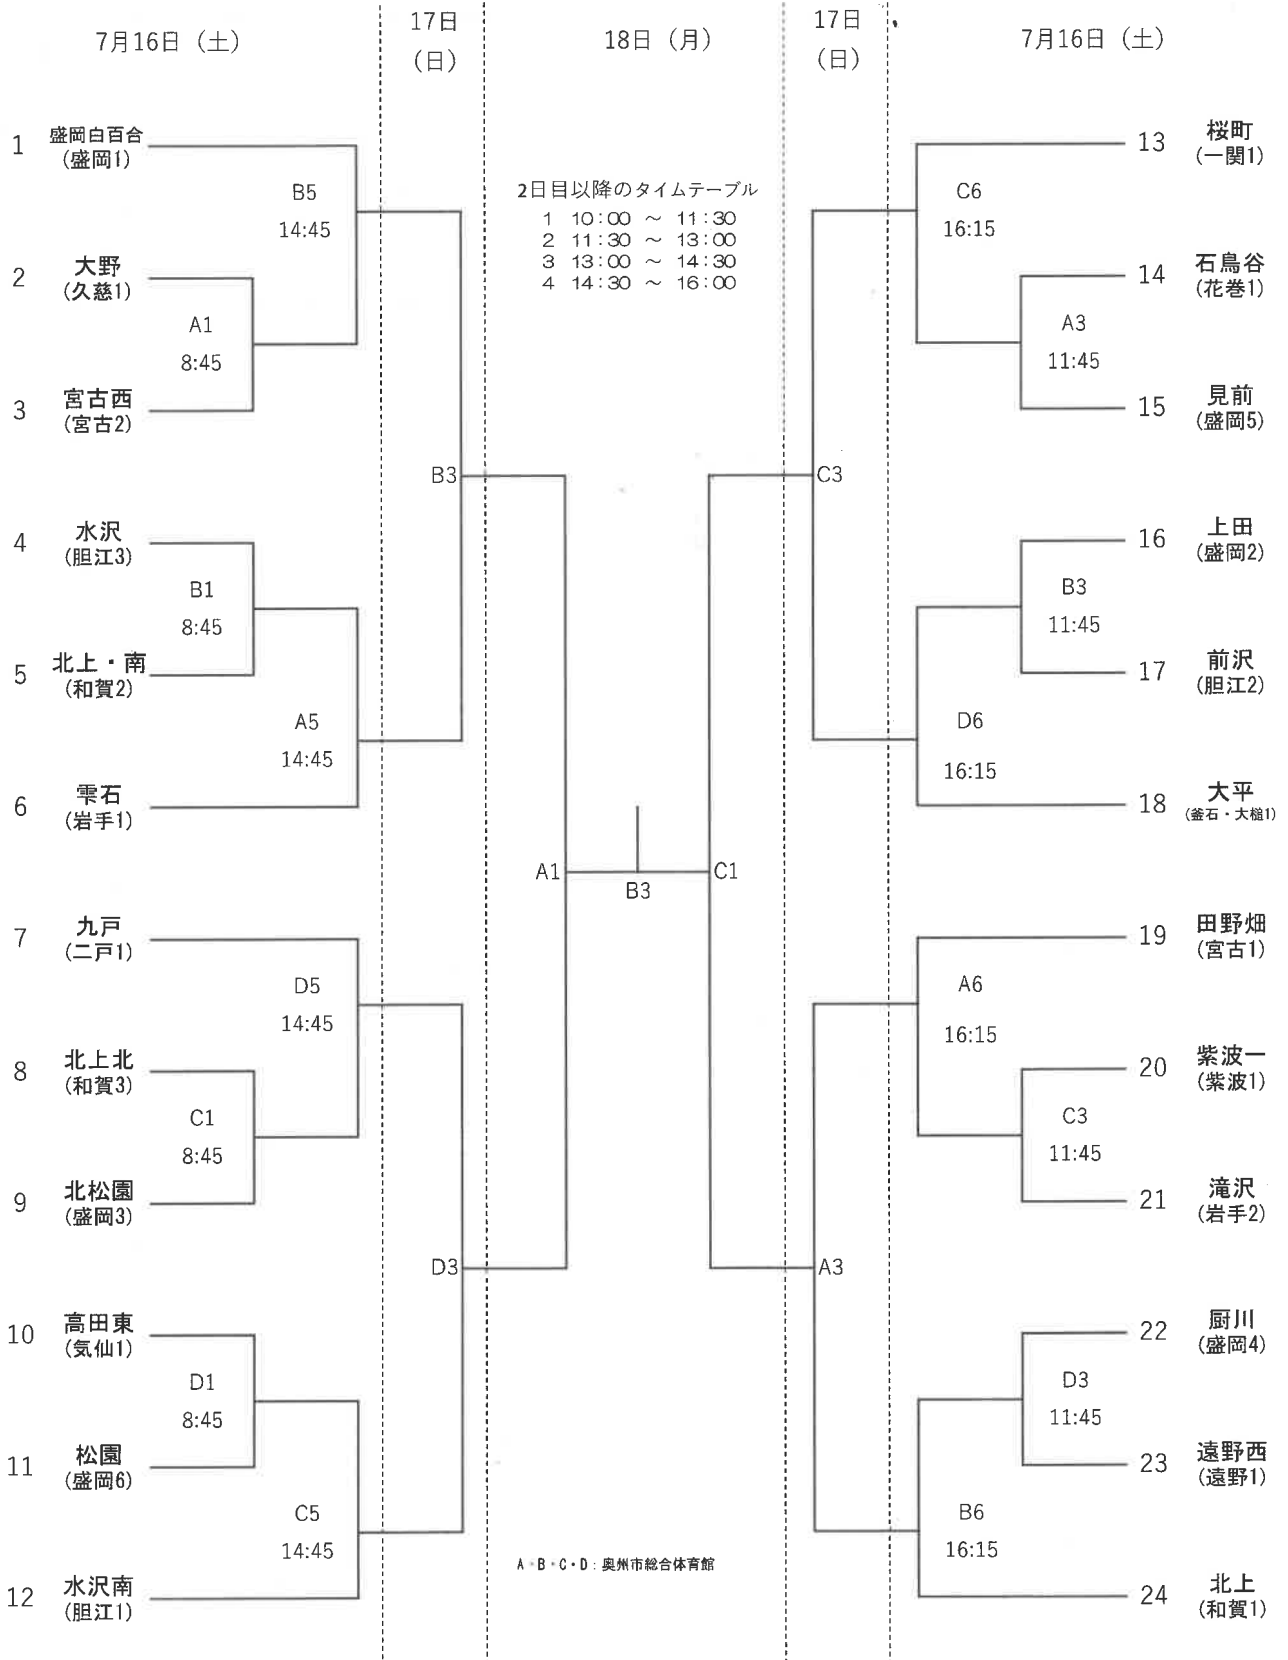 7月16日（土）
17日
（日）
18日（月）
17日
（日）
7月16日（土）
2日目以降のタイムテーブル
1 10：00 ～ 11：30
2 11：30 ～ 13：00
3 13：00 ～ 14：30
4 14：30 ～ 16：00
1 盛岡白百合
(盛岡1)
B5
14:45
2 大野
(久慈1)
A1
8:45
3 宮古西
(宮古2)
B3
4 水沢
(胆江3)
B1
8:45
5 北上・南
(和賀2)
A5
14:45
6 雫石
(岩手1)
A1
B3
C1
7 九戸
(二戸1)
D5
14:45
8 北上北
(和賀3)
C1
8:45
9 北松園
(盛岡3)
D3
10 高田東
(気仙1)
D1
8:45
11 松園
(盛岡6)
C5
14:45
12 水沢南
(胆江1)
13 桜町
(一関1)
C6
16:15
14 石鳥谷
(花巻1)
A3
11:45
15 見前
(盛岡5)
C3
16 上田
(盛岡2)
B3
11:45
17 前沢
(胆江2)
D6
16:15
18 大平
(釜石・大槌1)
19 田野畑
(宮古1)
A6
16:15
20 紫波一
(紫波1)
C3
11:45
21 滝沢
(岩手2)
A3
22 厨川
(盛岡4)
D3
11:45
23 遠野西
(遠野1)
B6
16:15
24 北上
(和賀1)
A・B・C・D：奥州市総合体育館